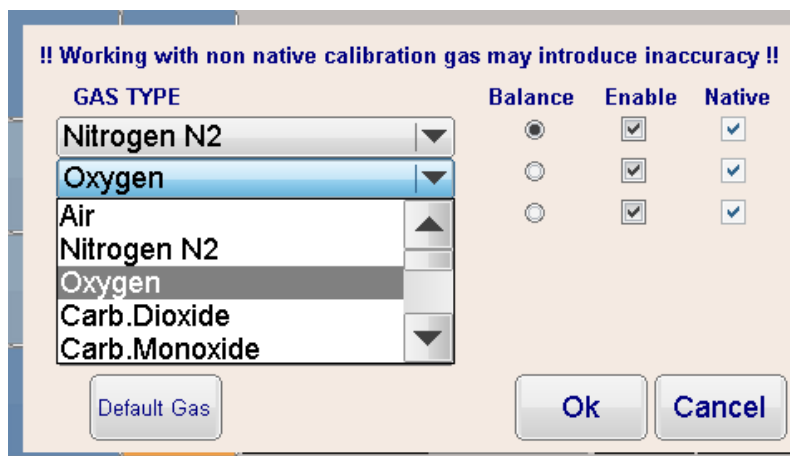 !! Working with non native calibration gas may introduce inaccuracy !!
GAS TYPE Balance Enable Native
Nitrogen N2
Oxygen
Air
Nitrogen N2
Oxygen
Carb.Dioxide
Carb.Monoxide
Default Gas Ok Cancel